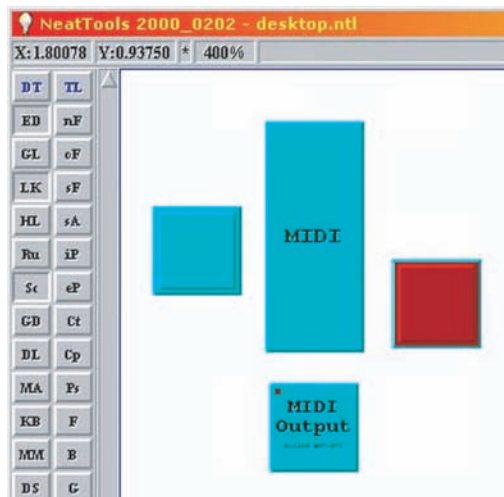 NeatTools 2000_0202 - desktop.ntl
X:1.80078 Y:0.93750 * 400%
DT TL
ED nF
GL oF
LK sF
HL sA
Ru iP
Sc eP
GD Ct
DL Cp
MA Ps
KB F
MM B
DS G
MIDI
MIDI
Output